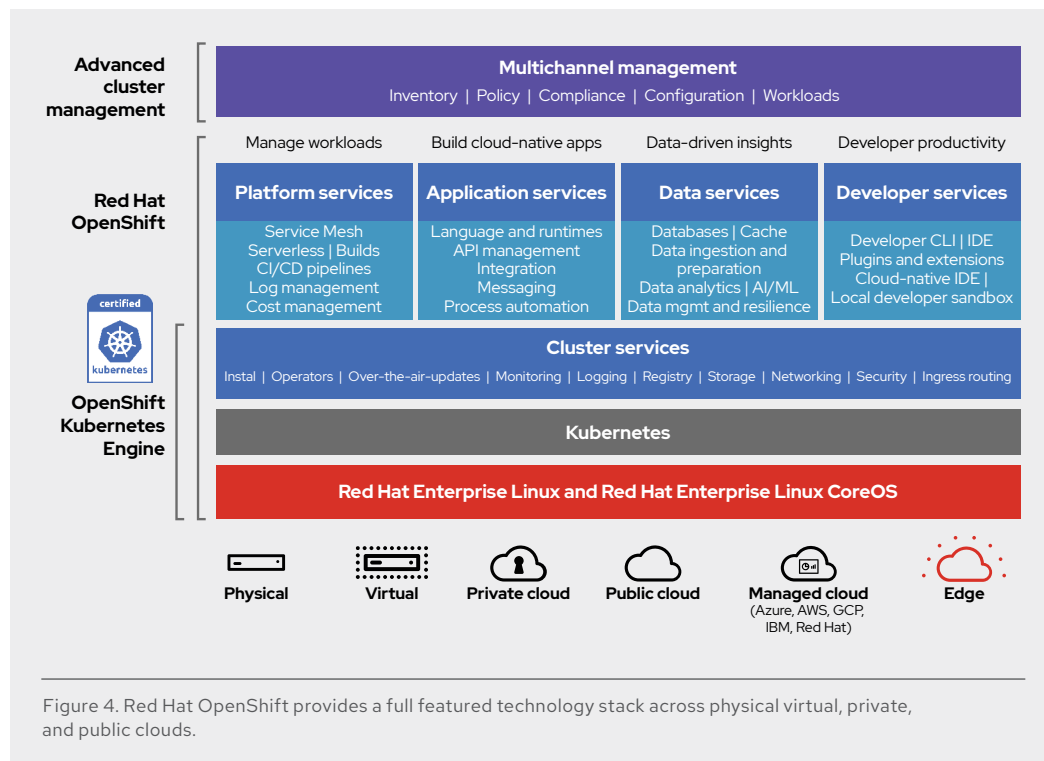 Advanced
cluster
management
Multichannel management
Inventory | Policy | Compliance | Configuration | Workloads
Red Hat
OpenShift
Manage workloads
Build cloud-native apps
Data-driven insights
Developer productivity
Platform services
Service Mesh
Serverless | Builds
CI/CD pipelines
Log management
Cost management
Application services
Language and runtimes
API management
Integration
Messaging
Process automation
Data services
Databases | Cache
Data ingestion and
preparation
Data analytics | AI/ML
Data mgmt and resilience
Developer services
Developer CLI | IDE
Plugins and extensions
Cloud-native IDE |
Local developer sandbox
certified
kubernetes
OpenShift
Kubernetes
Engine
Cluster services
Instal | Operators | Over-the-air-updates | Monitoring | Logging | Registry | Storage | Networking | Security | Ingress routing
Kubernetes
Red Hat Enterprise Linux and Red Hat Enterprise Linux CoreOS
Physical
Virtual
Private cloud
Public cloud
Managed cloud
(Azure, AWS, GCP,
IBM, Red Hat)
Edge
Figure 4. Red Hat OpenShift provides a full featured technology stack across physical virtual, private,
and public clouds.